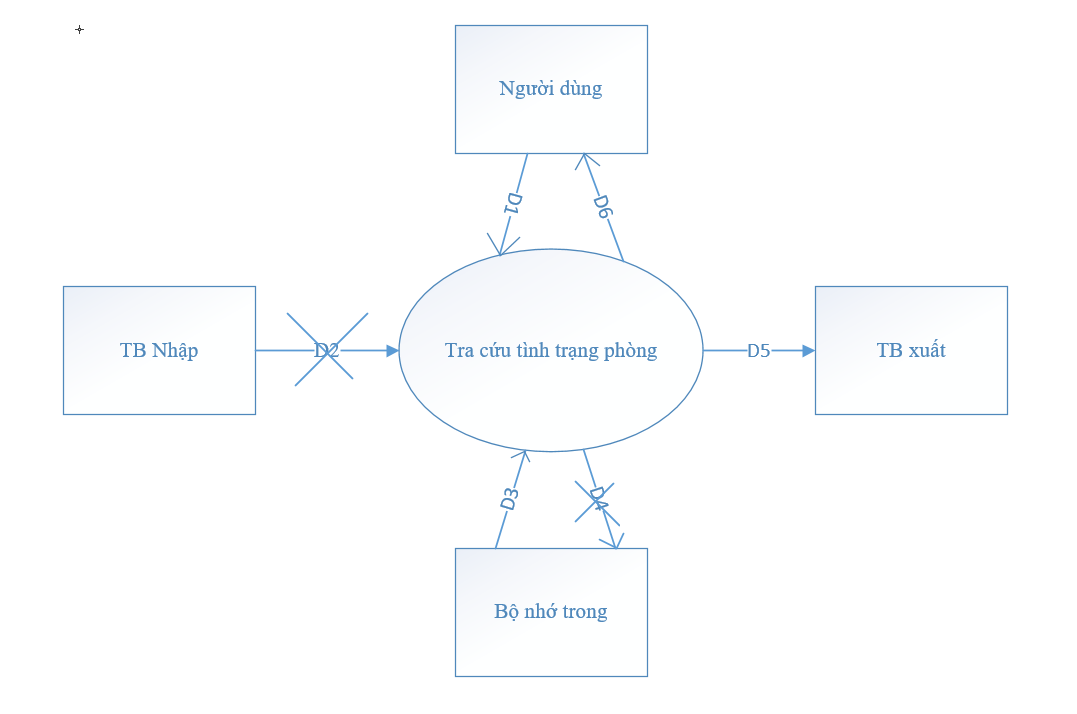 Người dùng
D1
D6
TB Nhập
D2
Tra cứu tình trạng phòng
D5
TB xuất
D3
D4
Bộ nhớ trong